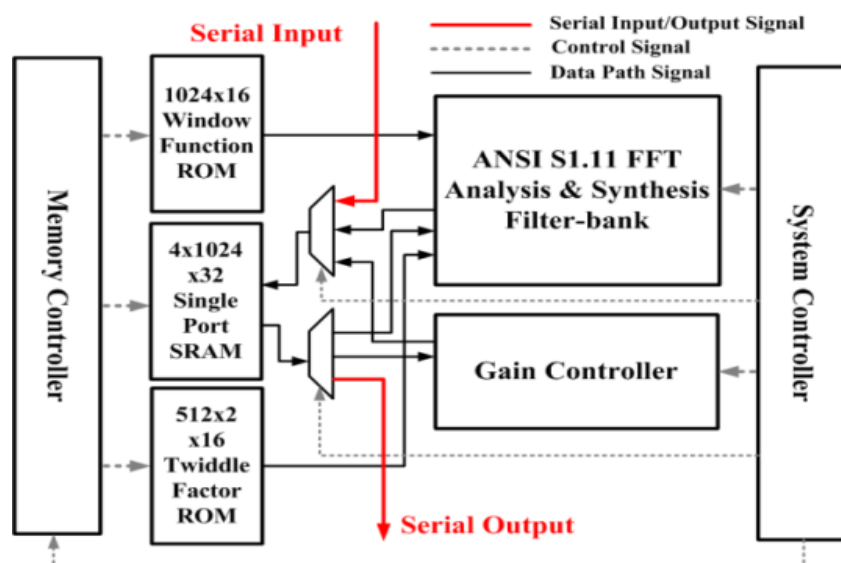 Serial Input
Serial Input/Output Signal
Control Signal
Data Path Signal
Memory Controller
1024x16
Window
Function
ROM
4x1024
x32
Single
Port
SRAM
512x2
x16
Twiddle
Factor
ROM
ANSI S1.11 FFT
Analysis & Synthesis
Filter-bank
Gain Controller
System Controller
Serial Output